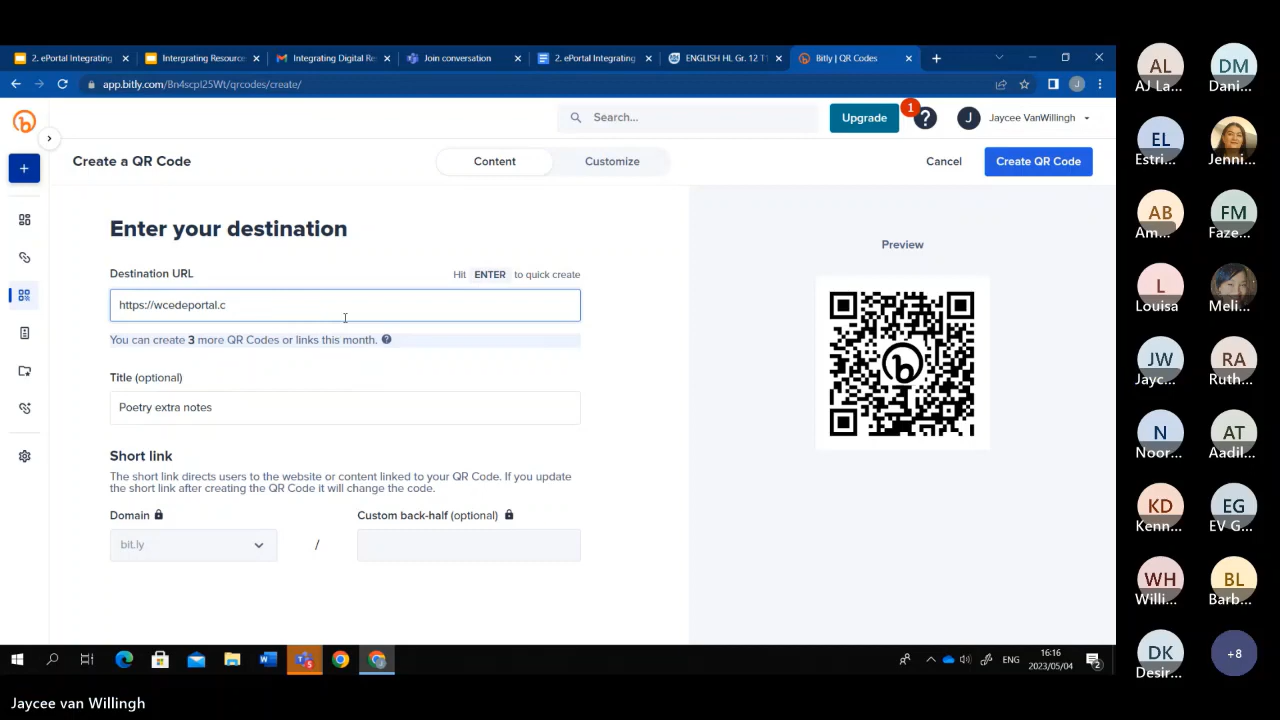 2. ePortal Integrating
Intergrating Resource
Integrating Digital Re
Join conversation
2. ePortal Integrating
ENGLISH HL Gr. 12 T1
Bitly | QR Codes
app.bitly.com/Bn4scpI25Wt/qrcodes/create/
J
Search...
Upgrade
1
?
J
Jaycee VanWillingh
Create a QR Code
Content
Customize
Cancel
Create QR Code
Enter your destination
Destination URL
Hit ENTER to quick create
https://wcedeportal.c
You can create 3 more QR Codes or links this month.
Title (optional)
Poetry extra notes
Short link
The short link directs users to the website or content linked to your QR Code. If you update
the short link after creating the QR Code it will change the code.
Domain
Custom back-half (optional)
bit.ly
/
Preview
ENG
16:16
2023/05/04
2
Jaycee van Willingh
AL
AJ La...
DM
Dani...
EL
Estri...
Jenni...
AB
Am...
FM
Faze...
L
Louisa
Meli...
JW
Jayc...
RA
Ruth...
N
Noor...
AT
Aadil...
KD
Kenn...
EG
EV G...
WH
Willi...
BL
Barb...
DK
Desir...
+8